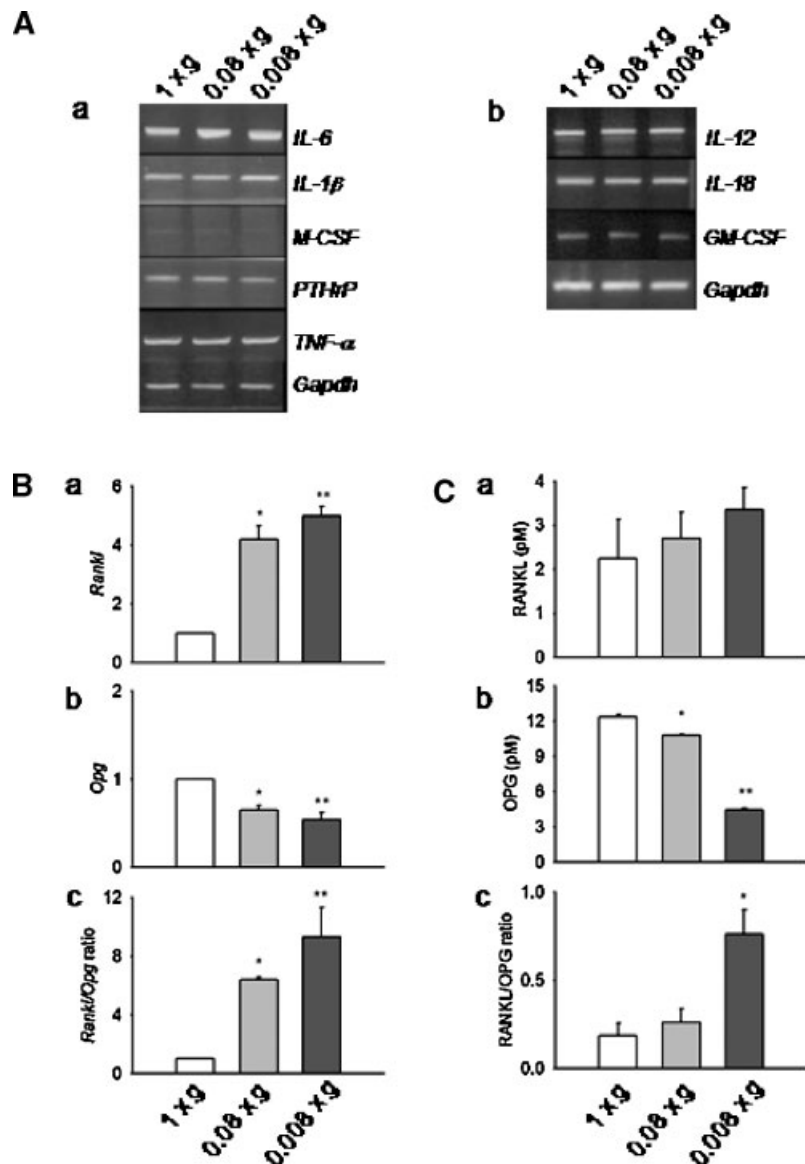 A
a
1 x g 0.08 x g 0.008 x g
IL-6
IL-1β
M-CSF
PTHrP
TNF-α
Gapdh
b
1 x g 0.08 x g 0.008 x g
IL-12
IL-18
GM-CSF
Gapdh
B
a
Rankl
6
4
2
0
*
**
b
Opg
2
1
0
*
**
c
Rankl/Opg ratio
12
8
4
0
*
**
1 x g 0.08 x g 0.008 x g
C
a
RANKL (pM)
4
3
2
1
0
b
OPG (pM)
15
12
9
6
3
0
*
**
c
RANKL/OPG ratio
1.0
0.5
0.0
*
1 x g 0.08 x g 0.008 x g